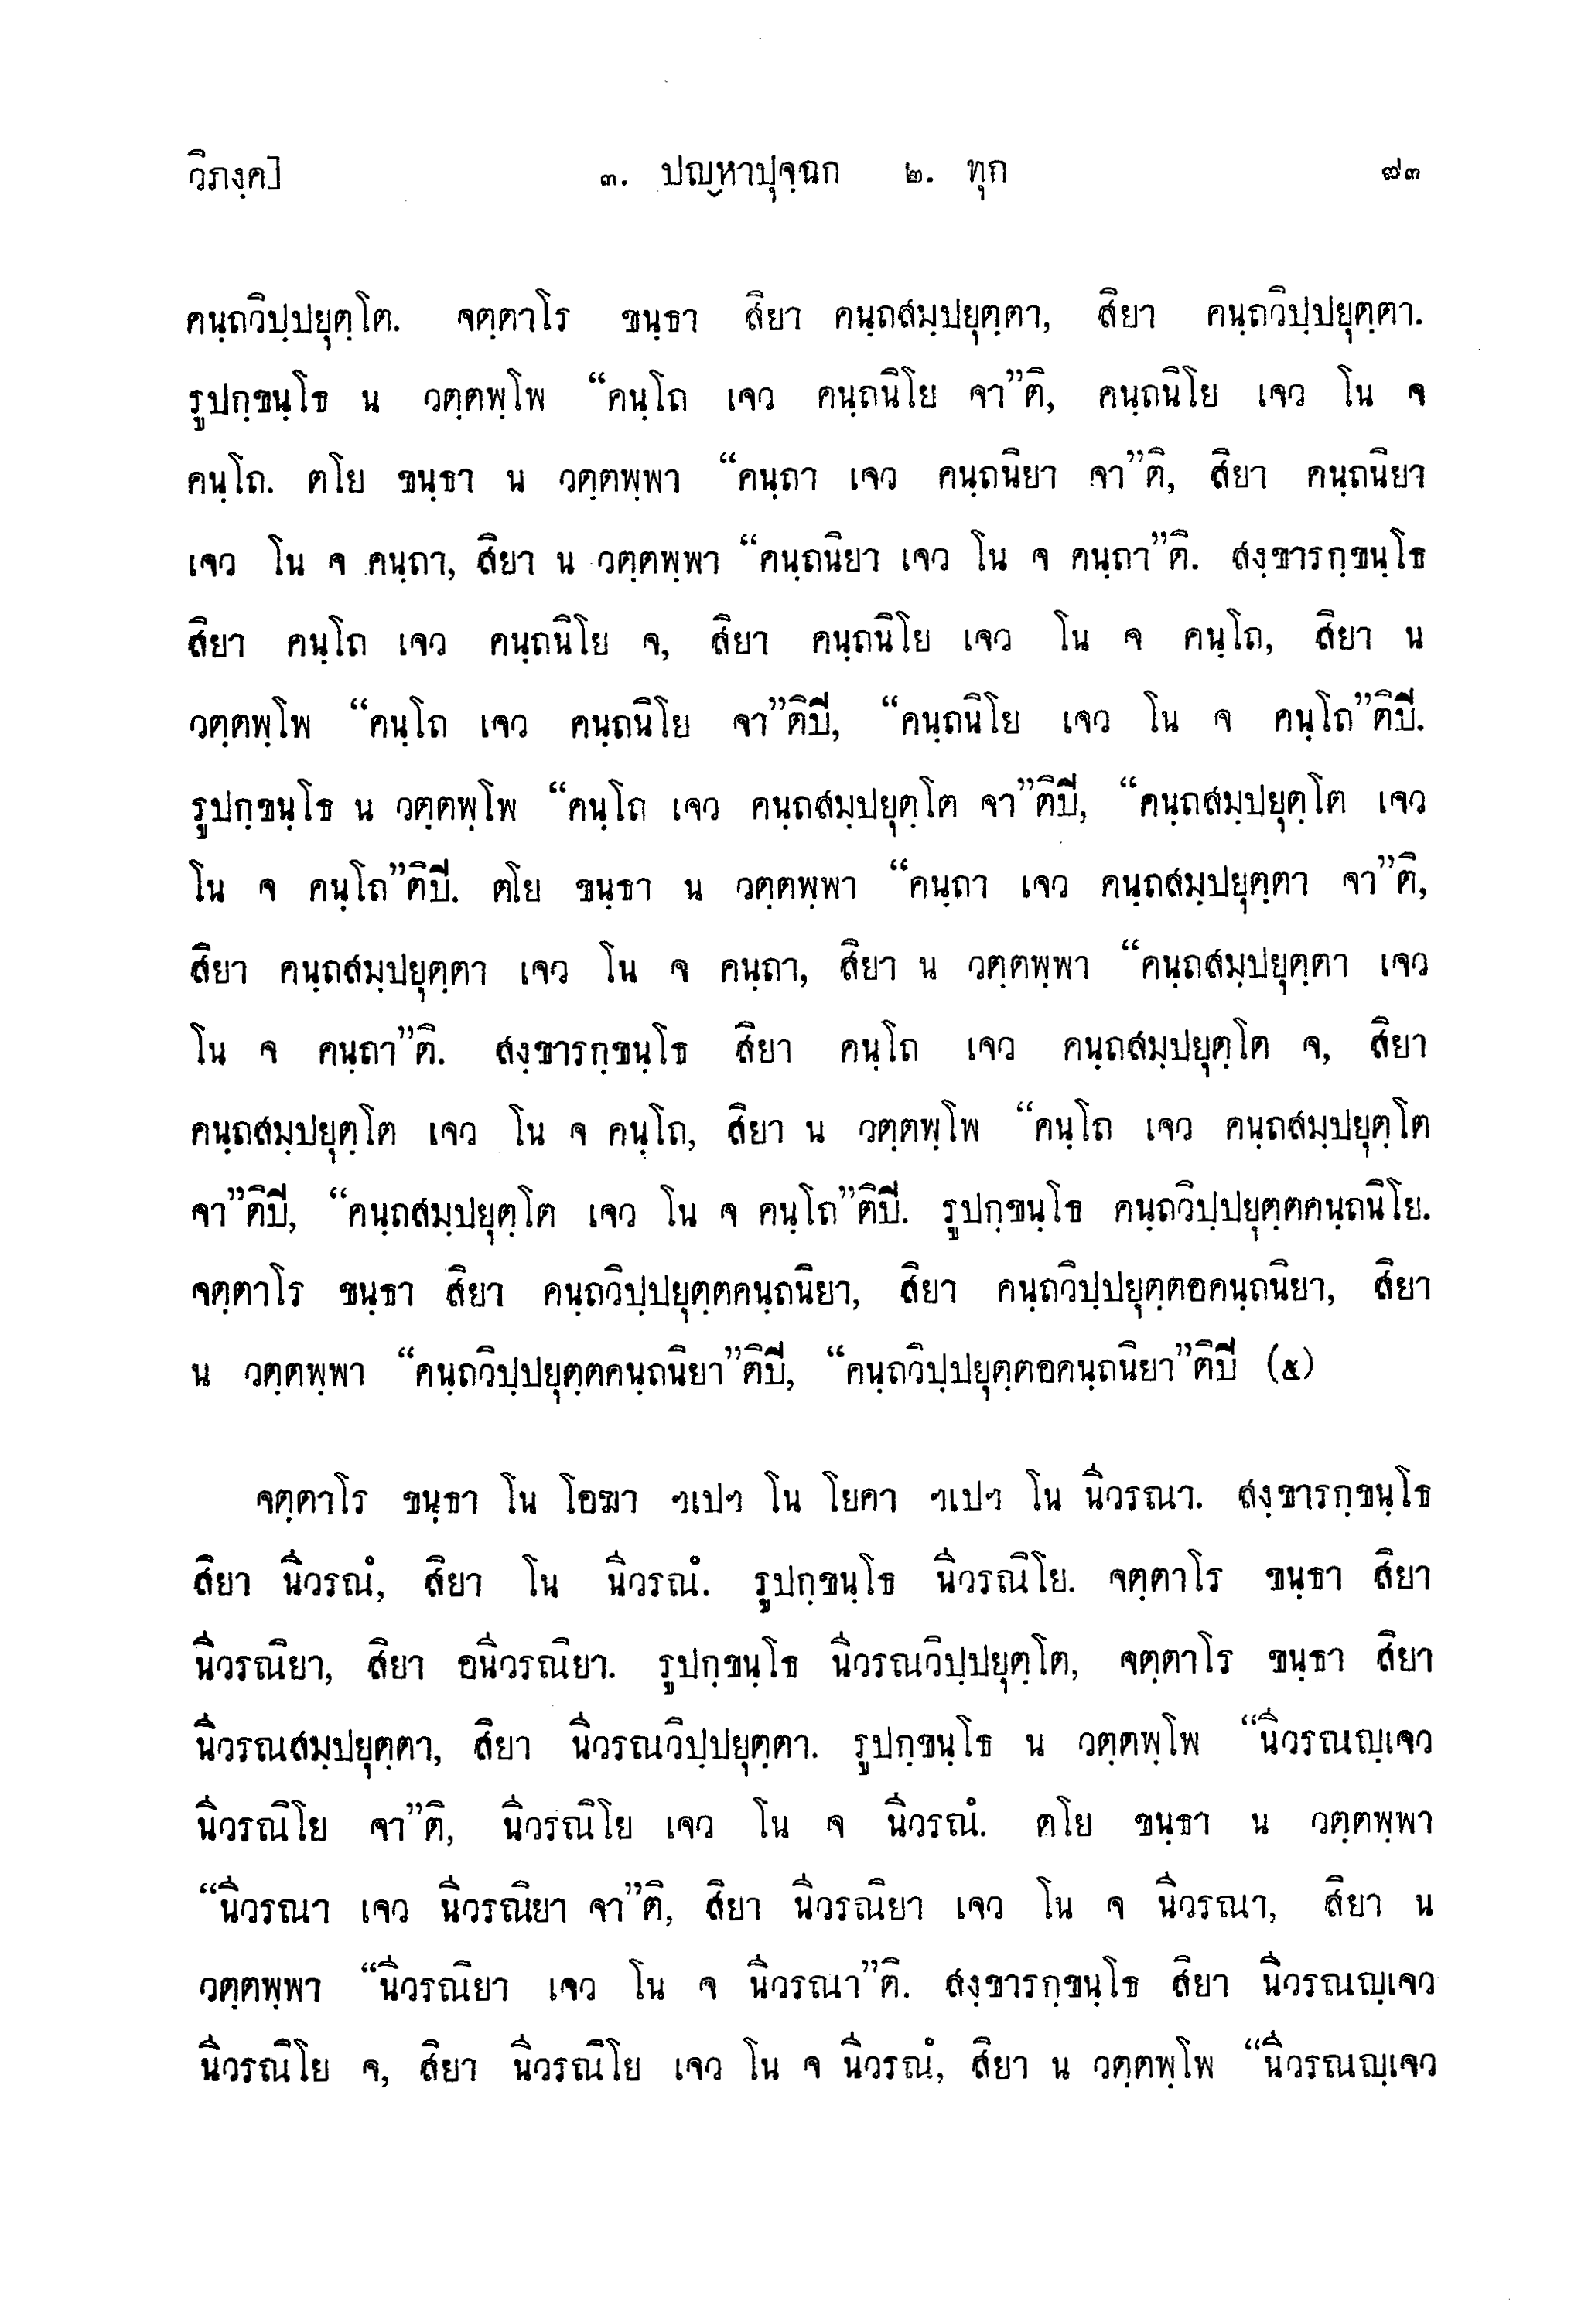 วิภงฺค]	๓. ปญฺหาปุจฺฉก ๒. ทุก	๗๓
คนฺถวิปฺปยุตฺโต. จตฺตาโร ขนฺธา สิยา คนฺถสมฺปยุตฺตา, สิยา คนฺถวิปฺปยุตฺตา.
รูปกฺขนฺโธ น วตฺตพฺโพ “คนฺโถ เจว คนฺถนิโย จา”ติ, คนฺถนิโย เจว โน จ
คนฺโถ. ตโย ขนฺธา น วตฺตพฺพา “คนฺถา เจว คนฺถนิยา จา”ติ, สิยา คนฺถนิยา
เจว โน จ คนฺถา, สิยา น วตฺตพฺพา “คนฺถนิยา เจว โน จ คนฺถา”ติ. สงฺขารกฺขนฺโธ
สิยา คนฺโถ เจว คนฺถนิโย จ, สิยา คนฺถนิโย เจว โน จ คนฺโถ, สิยา น
วตฺตพฺโพ “คนฺโถ เจว คนฺถนิโย จา”ติปี, “คนฺถนิโย เจว โน จ คนฺโถ”ติปี.
รูปกฺขนฺโธ น วตฺตพฺโพ “คนฺโถ เจว คนฺถสมฺปยุตฺโต จา”ติปี, “คนฺถสมฺปยุตฺโต เจว
โน จ คนฺโถ”ติปี. ตโย ขนฺธา น วตฺตพฺพา “คนฺถา เจว คนฺถสมฺปยุตฺตา จา”ติ,
สิยา คนฺถสมฺปยุตฺตา เจว โน จ คนฺถา, สิยา น วตฺตพฺพา “คนฺถสมฺปยุตฺตา เจว
โน จ คนฺถา”ติ. สงฺขารกฺขนฺโธ สิยา คนฺโถ เจว คนฺถสมฺปยุตฺโต จ, สิยา
คนฺถสมฺปยุตฺโต เจว โน จ คนฺโถ, สิยา น วตฺตพฺโพ “คนฺโถ เจว คนฺถสมฺปยุตฺโต
จา”ติปี, “คนฺถสมฺปยุตฺโต เจว โน จ คนฺโถ”ติปี. รูปกฺขนฺโธ คนฺถวิปฺปยุตฺตคนฺถนิโย.
จตฺตาโร ขนฺธา สิยา คนฺถวิปฺปยุตฺตคนฺถนิยา, สิยา คนฺถวิปฺปยุตฺตอคนฺถนิยา, สิยา
น วตฺตพฺพา “คนฺถวิปฺปยุตฺตคนฺถนิยา”ติปี, “คนฺถวิปฺปยุตฺตอคนฺถนิยา”ติปี (๕)
จตฺตาโร ขนฺธา โน โอฆา ฯเปฯ โน โยคา ฯเปฯ โน นิ่วรณา. สงฺขารกฺขนฺโธ
สิยา นิ่วรณํ, สิยา โน นิ่วรณํ. รูปกฺขนฺโธ นิ่วรณิโย. จตฺตาโร ขนฺธา สิยา
นิ่วรณิยา, สิยา อนิ่วรณิยา. รูปกฺขนฺโธ นิ่วรณวิปฺปยุตฺโต, จตฺตาโร ขนฺธา สิยา
นิ่วรณสมฺปยุตฺตา, สิยา นิ่วรณวิปฺปยุตฺตา. รูปกฺขนฺโธ น วตฺตพฺโพ “นิ่วรณญฺเจว
นิ่วรณิโย จา”ติ, นิ่วรณิโย เจว โน จ นิ่วรณํ. ตโย ขนฺธา น วตฺตพฺพา
“นิ่วรณา เจว นิ่วรณิยา จา”ติ, สิยา นิ่วรณิยา เจว โน จ นิ่วรณา, สิยา น
วตฺตพฺพา “นิ่วรณิยา เจว โน จ นิ่วรณา”ติ. สงฺขารกฺขนฺโธ สิยา นิ่วรณญฺเจว
นิ่วรณิโย จ, สิยา นิ่วรณิโย เจว โน จ นิ่วรณํ, สิยา น วตฺตพฺโพ “นิ่วรณญฺเจว